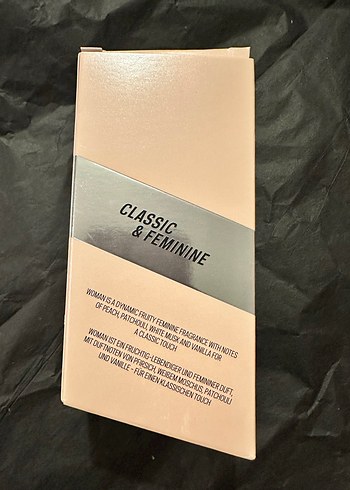 CLASSIC
& FEMININE
WOMAN IS A DYNAMIC FRUITY FEMININE FRAGRANCE WITH NOTES
OF PEACH, PATCHOULI, WHITE MUSK AND VANILLA FOR
A CLASSIC TOUCH
WOMAN IST EIN FRUCHTIG-LEBENDIGER UND FEMININER DUFT,
MIT DUFTNOTEN VON PFIRSICH, WEIßEM MOSCHUS, PATCHOULI
UND VANILLE - FÜR EINEN KLASSISCHEN TOUCH